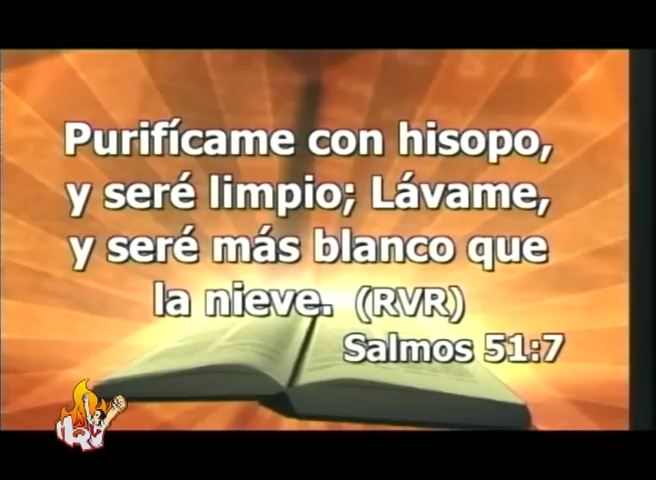 Purifícame con hisopo,
y seré limpio; Lávame,
y seré más blanco que
la nieve. (RVR)
Salmos 51:7